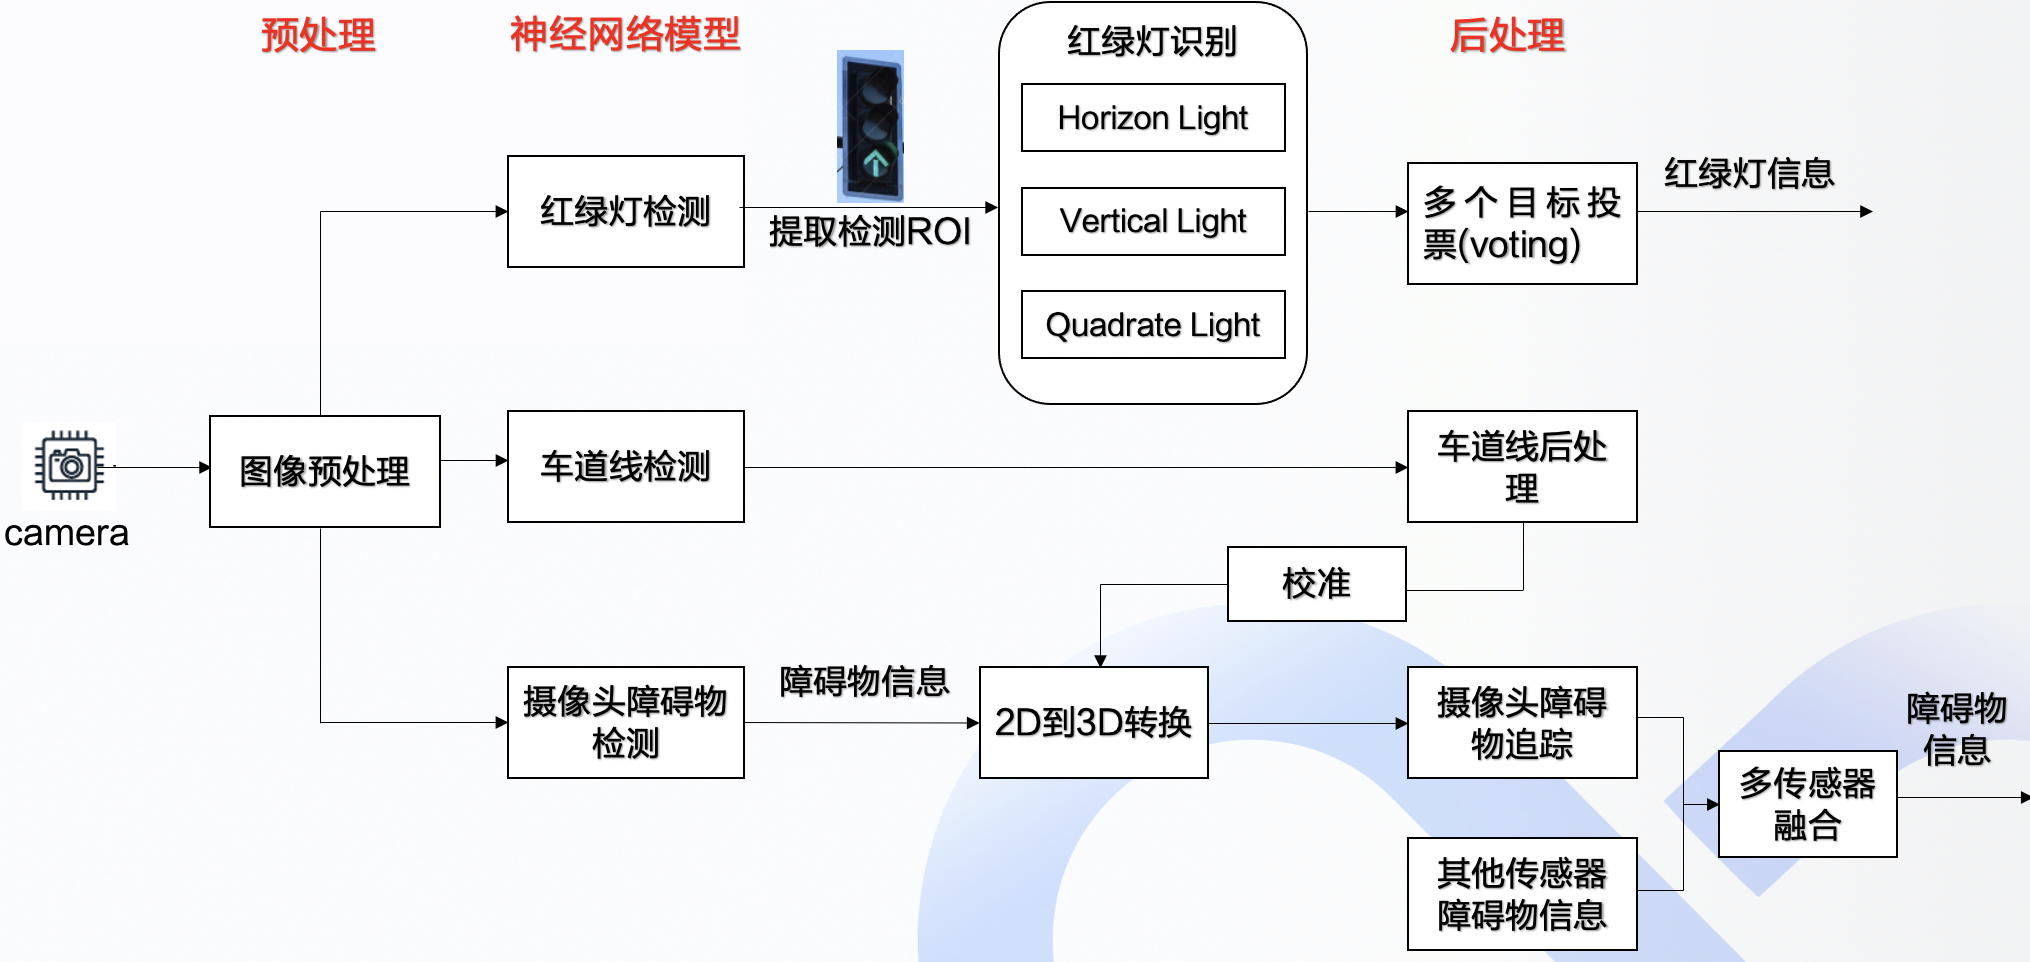 预处理
神经网络模型
后处理
红绿灯识别
Horizon Light
Vertical Light
Quadrate Light
红绿灯检测
提取检测ROI
多个目标投
票(voting)
红绿灯信息
camera
图像预处理
车道线检测
车道线后处
理
校准
摄像头障碍物
检测
障碍物信息
2D到3D转换
摄像头障碍
物追踪
其他传感器
障碍物信息
多传感器
融合
障碍物
信息